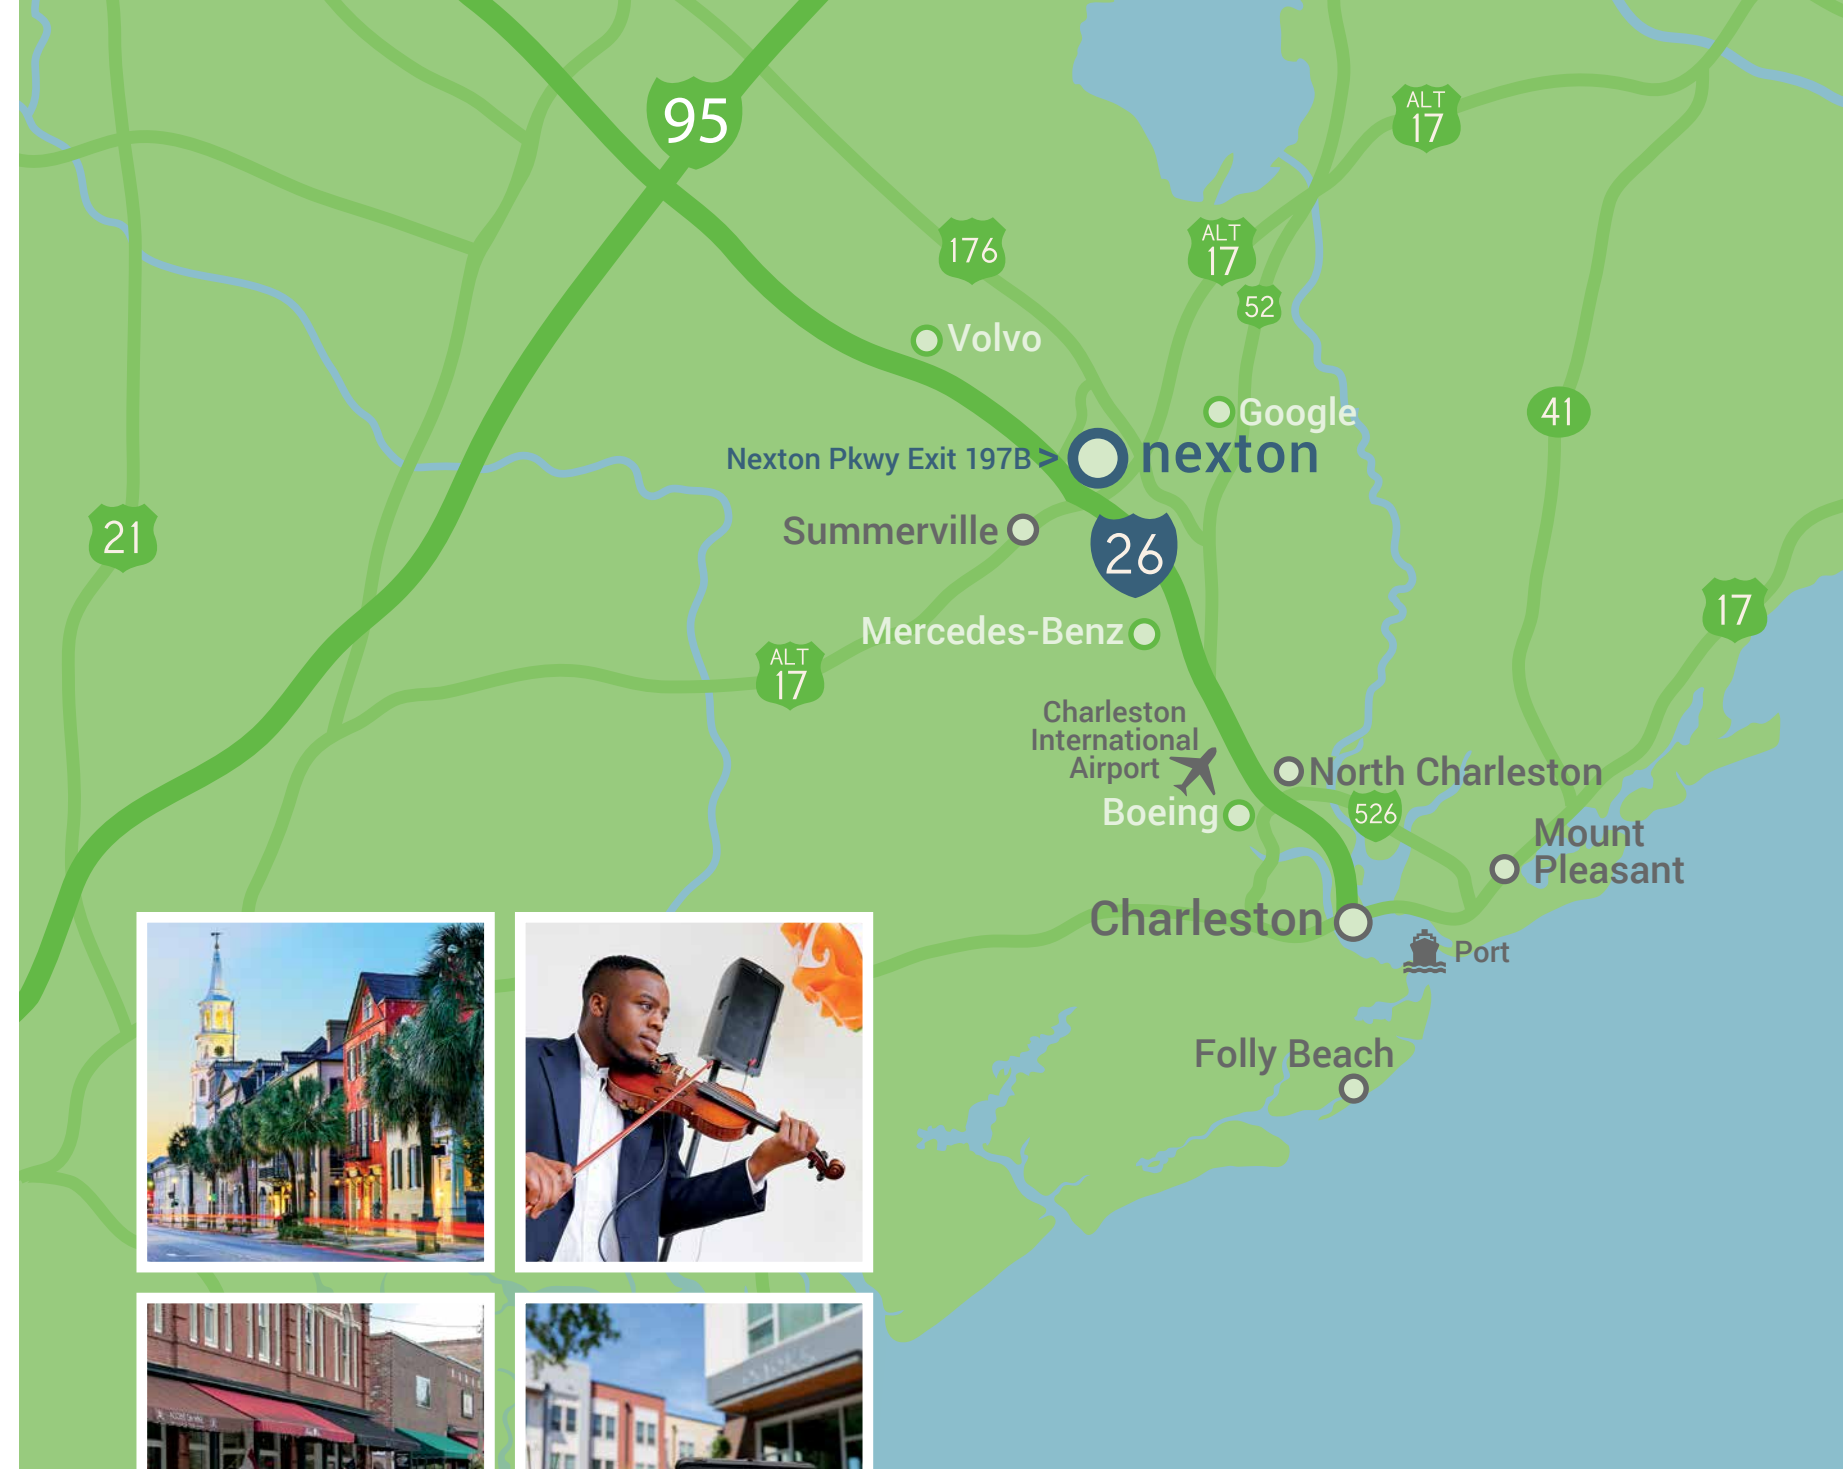 95
ALT
17
176
ALT
17
52
Volvo
Google
41
Nexton Pkwy Exit 197B >
nexton
21
Summerville
26
17
Mercedes-Benz
ALT
17
Charleston
International
Airport
North Charleston
Boeing
526
Mount
Pleasant
Charleston
Port
Folly Beach